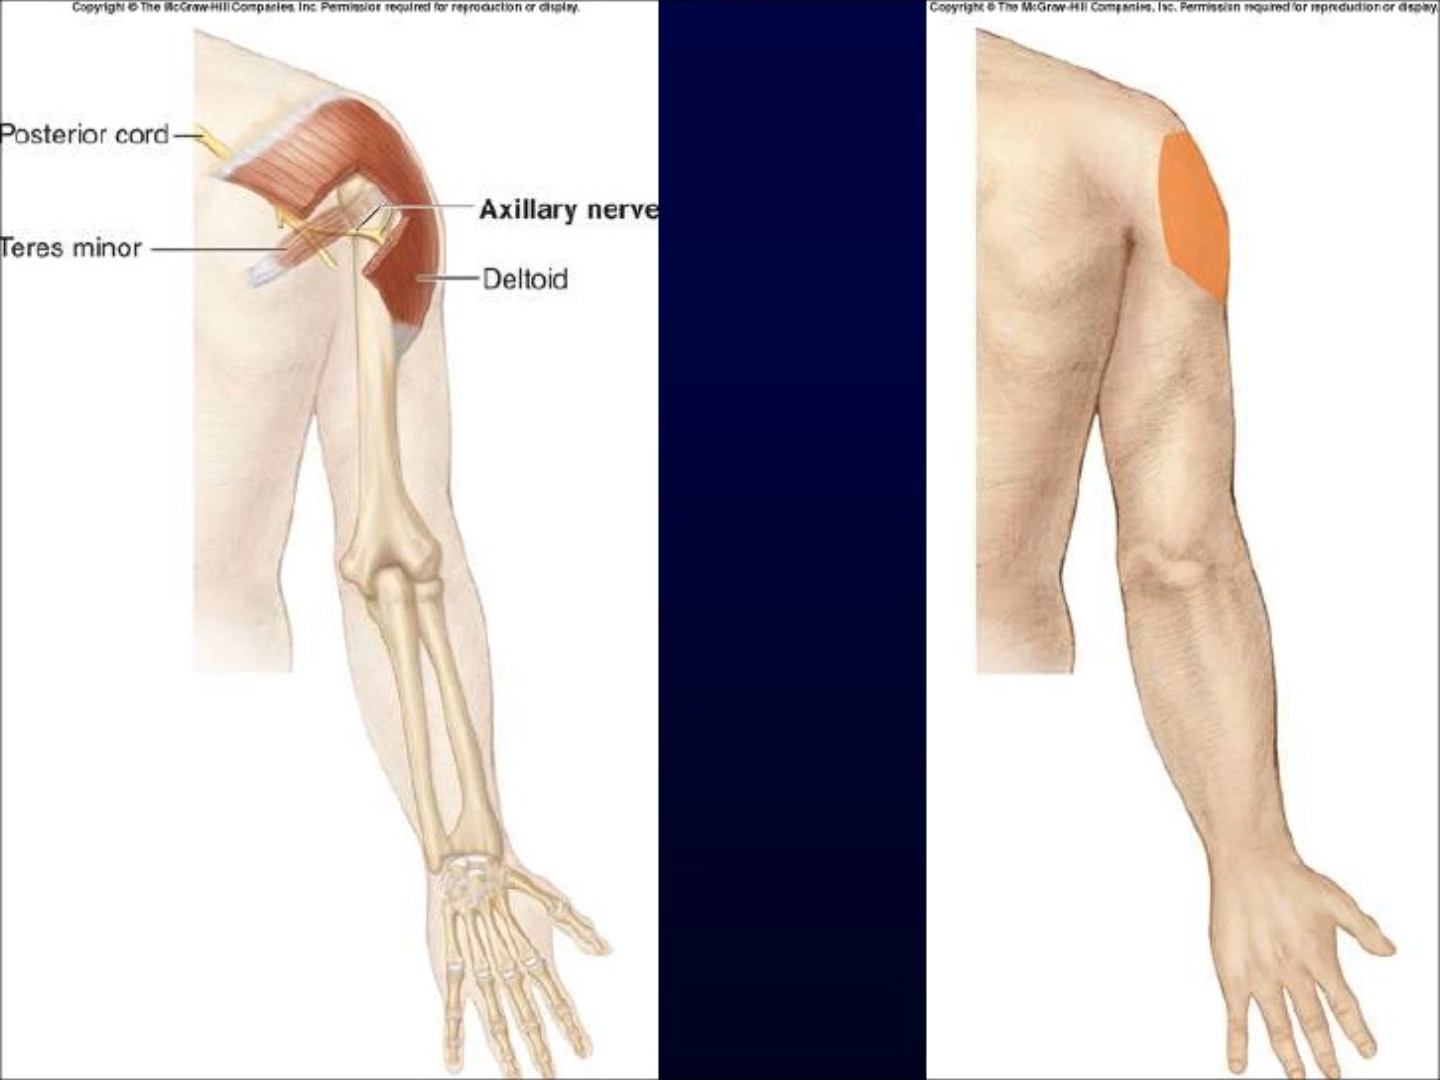 Copyright © The McGraw-Hill Companies, Inc. Permission required for reproduction or display.
Posterior cord
Axillary nerve
Teres minor
Deltoid
Copyright © The McGraw-Hill Companies, Inc. Permission required for reproduction or display.